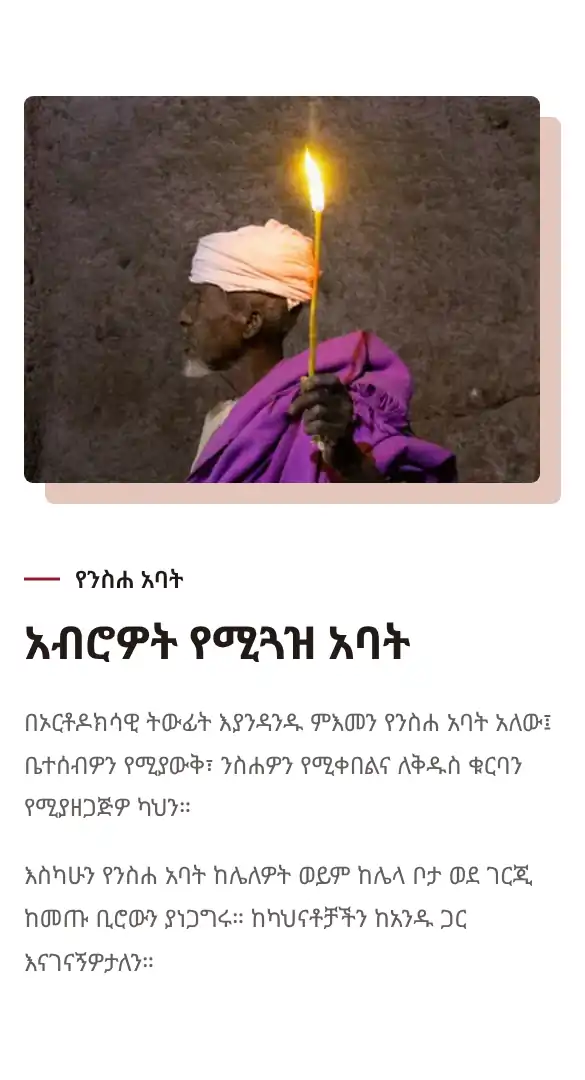 የንስሐ አባት
አብሮዎት የሚጓዝ አባት
በኦርቶዶክሳዊ ትውፊት እያንዳንዱ ምእመን የንስሐ አባት አለው፤
ቤተሰብዎን የሚያውቅ፣ ንስሐዎን የሚቀበልና ለቅዱስ ቁርባን
የሚያዘጋጅዎ ካህን።
እስካሁን የንስሐ አባት ከሌለዎት ወይም ከሌላ ቦታ ወደ ገርጂ
ከመጡ ቢሮውን ያነጋግሩ። ከካህናቶቻችን ከአንዱ ጋር
እናገናኝዎታለን።